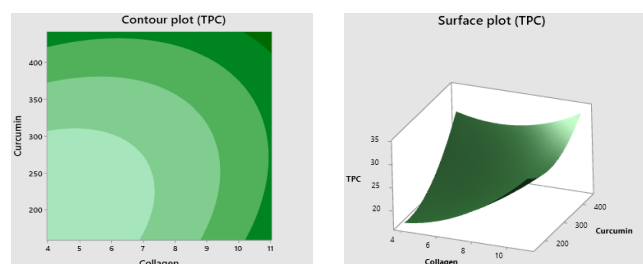 Contour plot (TPC)
400
350
300
250
200
Curcumin
4 5 6 7 8 9 10 11
Collagen
Surface plot (TPC)
35
30
25
20
TPC
4
6
8
10
Collagen
200
300
400
Curcumin